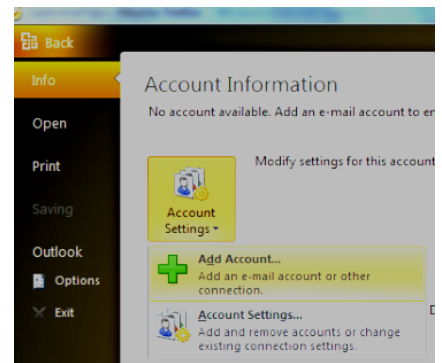 Back
Info
Account Information
No account available. Add an e-mail account to er
Open
Print
Modify settings for this account
Saving
Account
Settings
Outlook
Add Account...
Add an e-mail account or other
connection.
Options
Exit
Account Settings...
Add and remove accounts or change
existing connection settings.